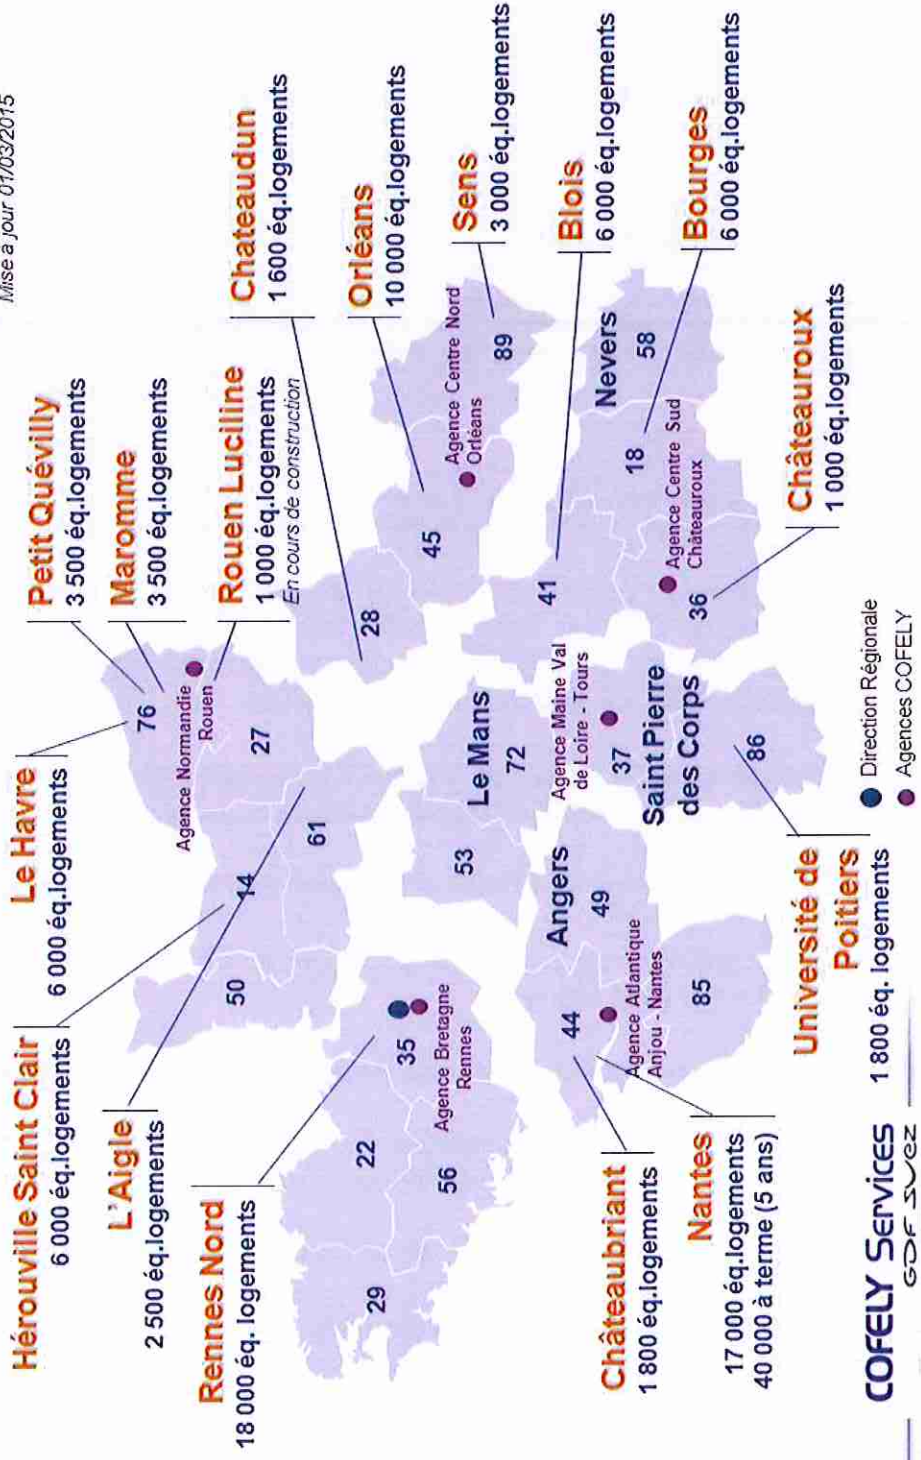 Mise à jour 01/03/2015
Hérouville Saint Clair
6 000 éq.logements
Le Havre
6 000 éq.logements
Petit Quévilly
3 500 éq.logements
Maromme
3 500 éq.logements
Rouen Luciline
1 000 éq.logements
En cours de construction
L'Aigle
2 500 éq.logements
Rennes Nord
18 000 éq. logements
Chateaudun
1 600 éq.logements
Orléans
10 000 éq.logements
Sens
3 000 éq.logements
Blois
6 000 éq.logements
Bourges
6 000 éq.logements
Châteauroux
1 000 éq.logements
Châteaubriant
1 800 éq.logements
Nantes
17 000 éq.logements
40 000 à terme (5 ans)
Université de
Poitiers
1 800 éq. logements
76
Agence Normandie
Rouen
27
14
50
61
28
22
35
Agence Bretagne
Rennes
29
56
53
Le Mans
72
45
Agence Centre Nord
Orléans
89
Agence Maine Val
de Loire - Tours
41
Nevers
58
Angers
49
44
Agence Atlantique
Anjou - Nantes
85
37
Saint Pierre
des Corps
86
18
Agence Centre Sud
Châteauroux
36
Direction Régionale
Agences COFELY
COFELY Services
GDF SUEZ